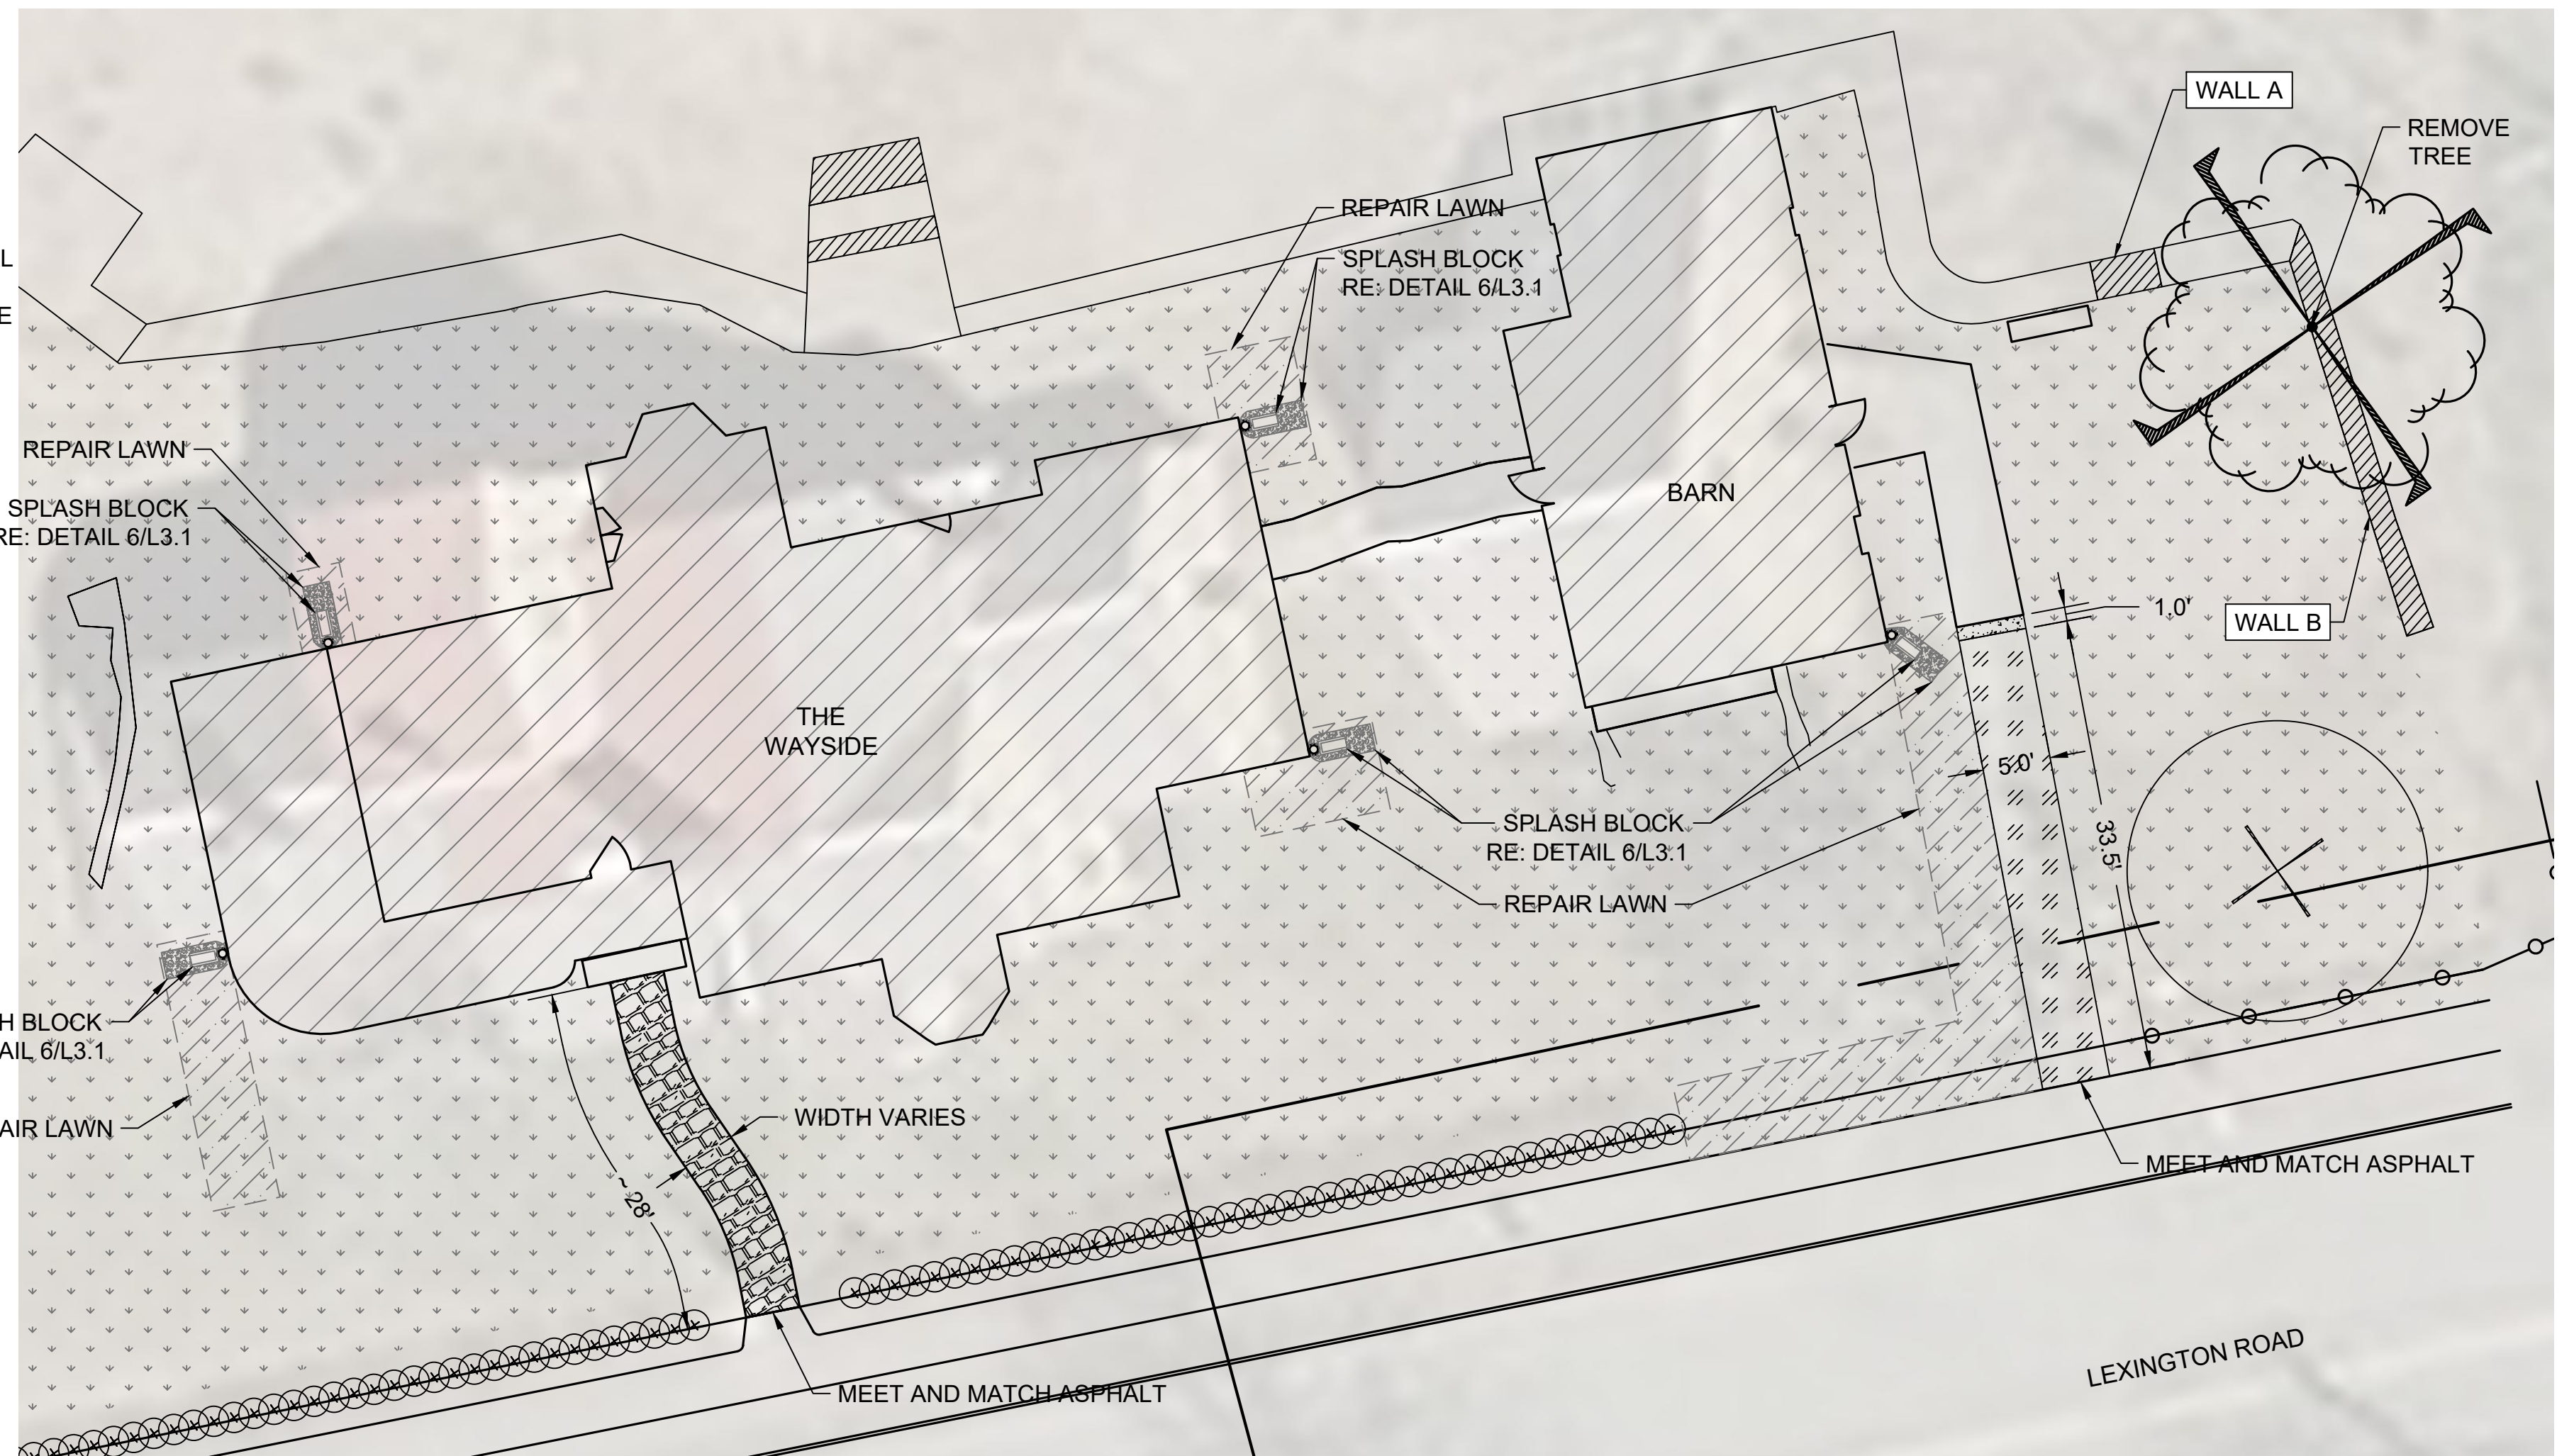 WALL A
REMOVE
TREE
REPAIR LAWN
SPLASH BLOCK
RE: DETAIL 6/L3.1
L
E
REPAIR LAWN
SPLASH BLOCK
RE: DETAIL 6/L3.1
BARN
1.0'
WALL B
THE
WAYSIDE
5.0'
SPLASH BLOCK
RE: DETAIL 6/L3.1
33.5'
REPAIR LAWN
H BLOCK
AIL 6/L3.1
AIR LAWN
WIDTH VARIES
~ 28'
MEET AND MATCH ASPHALT
MEET AND MATCH ASPHALT
LEXINGTON ROAD